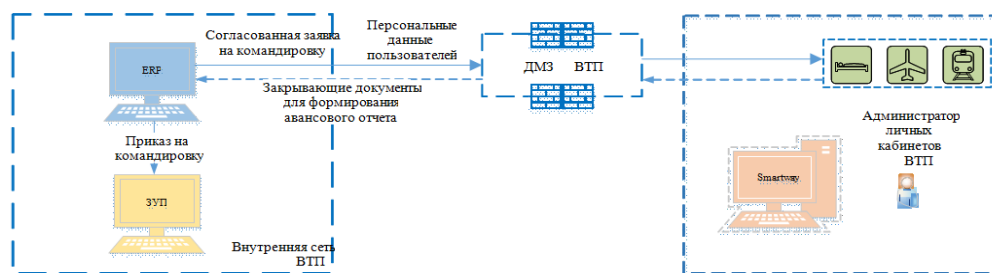 Согласованная заявка
на командировку
Персональные
данные
пользователей
ERP
ДМЗ ВТП
Закрывающие документы
для формирования
авансового отчета
Приказ на
командировку
ЗУП
Внутренняя сеть
ВТП
Администратор
личных
кабинетов
ВТП
Smartway